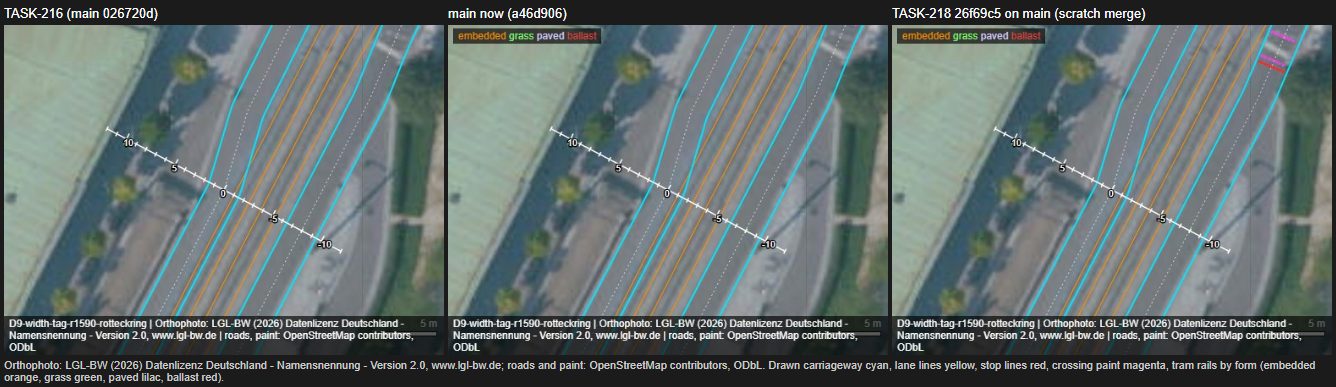 TASK-216 (main 026720d)
main now (a46d906)
TASK-218 26f69c5 on main (scratch merge)
embedded grass paved ballast
embedded grass paved ballast
10
5
0
-5
-10
10
5
0
-5
-10
10
5
0
-5
-10
5 m
5 m
5 m
D9-width-tag-r1590-rotteckring | Orthophoto: LGL-BW (2026) Datenlizenz Deutschland -
Namensnennung - Version 2.0, www.lgl-bw.de | roads, paint: OpenStreetMap contributors,
ODbL
D9-width-tag-r1590-rotteckring | Orthophoto: LGL-BW (2026) Datenlizenz Deutschland -
Namensnennung - Version 2.0, www.lgl-bw.de | roads, paint: OpenStreetMap contributors,
ODbL
D9-width-tag-r1590-rotteckring | Orthophoto: LGL-BW (2026) Datenlizenz Deutschland -
Namensnennung - Version 2.0, www.lgl-bw.de | roads, paint: OpenStreetMap contributors,
ODbL
Orthophoto: LGL-BW (2026) Datenlizenz Deutschland - Namensnennung - Version 2.0, www.lgl-bw.de; roads and paint: OpenStreetMap contributors, ODbL. Drawn carriageway cyan, lane lines yellow, stop lines red, crossing paint magenta, tram rails by form (embedded
orange, grass green, paved lilac, ballast red).